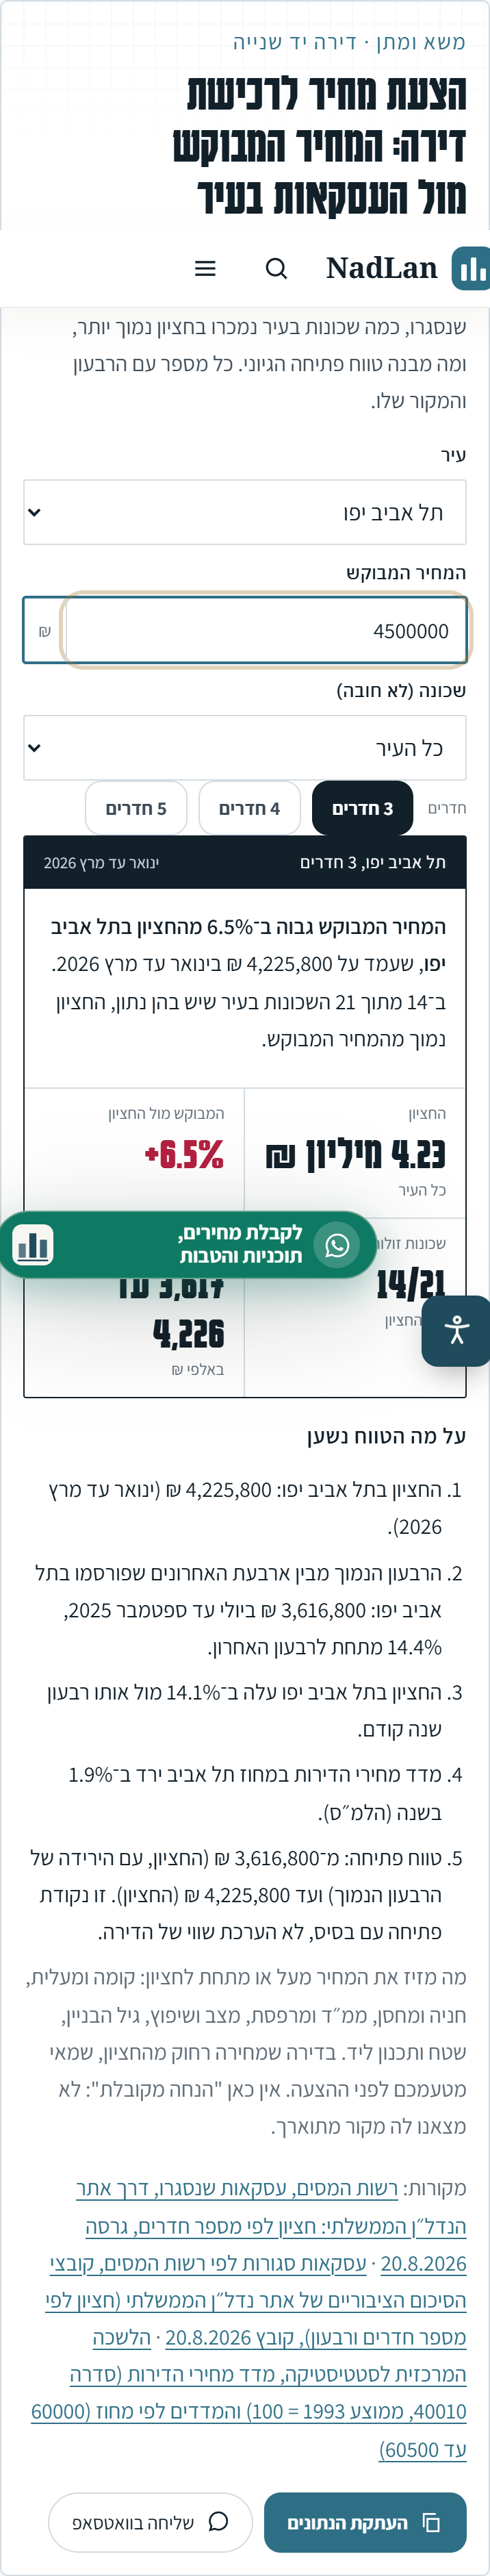 משא ומתן · דירה יד שנייה
הצעת מחיר לרכישת
דירה: המחיר המבוקש
מול העסקאות בעיר
NadLan
שנסגרו, כמה שכונות בעיר נמכרו בחציון נמוך יותר,
ומה מבנה טווח פתיחה הגיוני. כל מספר עם הרבעון
והמקור שלו.
עיר
תל אביב יפו
המחיר המבוקש
4500000
₪
שכונה (לא חובה)
כל העיר
חדרים
3 חדרים
4 חדרים
5 חדרים
תל אביב יפו, 3 חדרים
ינואר עד מרץ 2026
המחיר המבוקש גבוה ב־6.5% מהחציון בתל אביב
יפו, שעמד על 4,225,800 ₪ בינואר עד מרץ 2026.
ב־14 מתוך 21 השכונות בעיר שיש בהן נתון, החציון
נמוך מהמחיר המבוקש.
החציון
4.23 מיליון ₪
כל העיר
המבוקש מול החציון
+6.5%
לקבלת מחירים,
תוכניות והטבות
שכונות זולות
14/21
החציון
3,617 עד
4,226
באלפי ₪
על מה הטווח נשען
1. החציון בתל אביב יפו: 4,225,800 ₪ (ינואר עד מרץ
2026).
2. הרבעון הנמוך מבין ארבעת האחרונים שפורסמו בתל
אביב יפו: 3,616,800 ₪ ביולי עד ספטמבר 2025,
14.4% מתחת לרבעון האחרון.
3. החציון בתל אביב יפו עלה ב־14.1% מול אותו רבעון
שנה קודם.
4. מדד מחירי הדירות במחוז תל אביב ירד ב־1.9%
בשנה (הלמ״ס).
5. טווח פתיחה: מ־3,616,800 ₪ (החציון, עם הירידה של
הרבעון הנמוך) ועד 4,225,800 ₪ (החציון). זו נקודת
פתיחה עם בסיס, לא הערכת שווי של הדירה.
מה מזיז את המחיר מעל או מתחת לחציון: קומה ומעלית,
חניה ומחסן, ממ״ד ומרפסת, מצב ושיפוץ, גיל הבניין,
שטח ותכנון ליד. בדירה שמחירה רחוק מהחציון, שמאי
מטעמכם לפני ההצעה. אין כאן "הנחה מקובלת": לא
מצאנו לה מקור מתוארך.
מקורות: רשות המסים, עסקאות שנסגרו, דרך אתר
הנדל״ן הממשלתי: חציון לפי מספר חדרים, גרסה
20.8.2026 · עסקאות סגורות לפי רשות המסים, קובצי
הסיכום הציבוריים של אתר נדל״ן הממשלתי (חציון לפי
מספר חדרים ורבעון), קובץ 20.8.2026 · הלשכה
המרכזית לסטטיסטיקה, מדד מחירי הדירות (סדרה
40010, ממוצע 1993 = 100) והמדדים לפי מחוז (60000
עד 60500)
העתקת הנתונים
שליחה בוואטסאפ